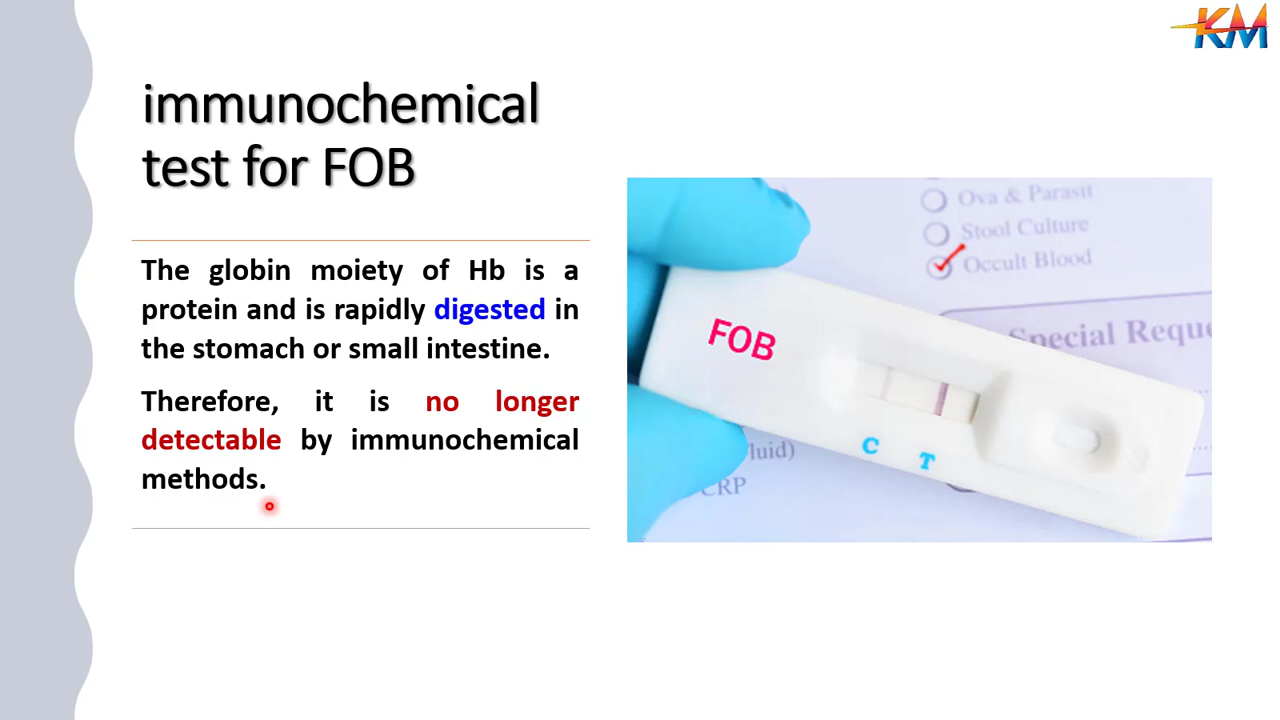 KM
immunochemical
test for FOB
The globin moiety of Hb is a
protein and is rapidly digested in
the stomach or small intestine.
Therefore, it is no longer
detectable by immunochemical
methods.
Ova & Parasit
Stool Culture
Occult Blood
Special Reque
FOB
C T
luid)
CRP